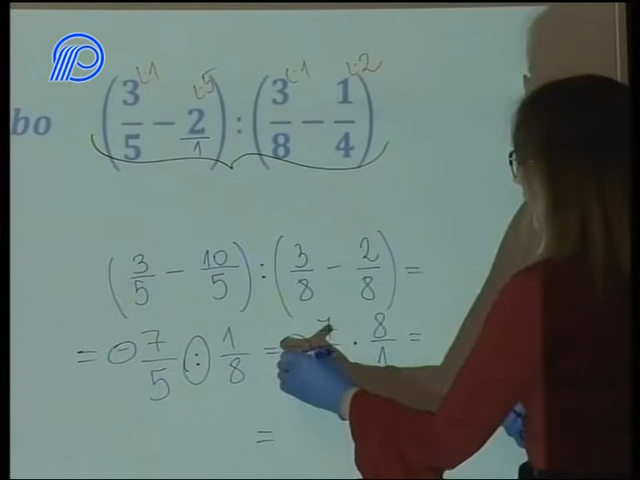 bo (3/5 - 2/1) : (3/8 - 1/4)
(3/5 - 10/5) : (3/8 - 2/8) =
= - 7/5 : 1/8 = 7 · 8/1 =
=